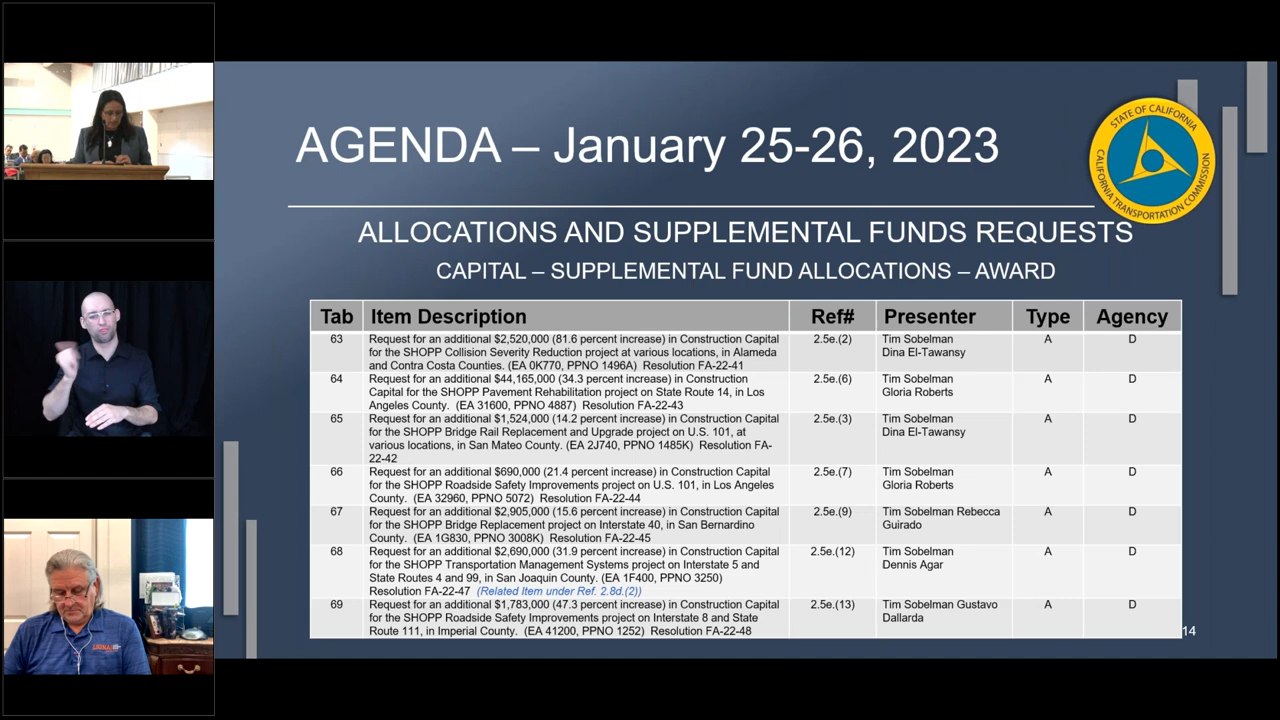 AGENDA – January 25-26, 2023
STATE OF CALIFORNIA
CALIFORNIA TRANSPORTATION COMMISSION
ALLOCATIONS AND SUPPLEMENTAL FUNDS REQUESTS
CAPITAL – SUPPLEMENTAL FUND ALLOCATIONS – AWARD
Tab Item Description Ref# Presenter Type Agency
63 Request for an additional $2,520,000 (81.6 percent increase) in Construction Capital 2.5e.(2) Tim Sobelman A D
for the SHOPP Collision Severity Reduction project at various locations, in Alameda Dina El-Tawansy
and Contra Costa Counties. (EA 0K770, PPNO 1496A) Resolution FA-22-41
64 Request for an additional $44,165,000 (34.3 percent increase) in Construction 2.5e.(6) Tim Sobelman A D
Capital for the SHOPP Pavement Rehabilitation project on State Route 14, in Los Gloria Roberts
Angeles County. (EA 31600, PPNO 4887) Resolution FA-22-43
65 Request for an additional $1,524,000 (14.2 percent increase) in Construction Capital 2.5e.(3) Tim Sobelman A D
for the SHOPP Bridge Rail Replacement and Upgrade project on U.S. 101, at Dina El-Tawansy
various locations, in San Mateo County. (EA 2J740, PPNO 1485K) Resolution FA-
22-42
66 Request for an additional $690,000 (21.4 percent increase) in Construction Capital 2.5e.(7) Tim Sobelman A D
for the SHOPP Roadside Safety Improvements project on U.S. 101, in Los Angeles Gloria Roberts
County. (EA 32960, PPNO 5072) Resolution FA-22-44
67 Request for an additional $2,905,000 (15.6 percent increase) in Construction Capital 2.5e.(9) Tim Sobelman Rebecca A D
for the SHOPP Bridge Replacement project on Interstate 40, in San Bernardino Guirado
County. (EA 1G830, PPNO 3008K) Resolution FA-22-45
68 Request for an additional $2,690,000 (31.9 percent increase) in Construction Capital 2.5e.(12) Tim Sobelman A D
for the SHOPP Transportation Management Systems project on Interstate 5 and Dennis Agar
State Routes 4 and 99, in San Joaquin County. (EA 1F400, PPNO 3250)
Resolution FA-22-47 (Related Item under Ref. 2.8d.(2))
69 Request for an additional $1,783,000 (47.3 percent increase) in Construction Capital 2.5e.(13) Tim Sobelman Gustavo A D
for the SHOPP Roadside Safety Improvements project on Interstate 8 and State Dallarda
Route 111, in Imperial County. (EA 41200, PPNO 1252) Resolution FA-22-48
14